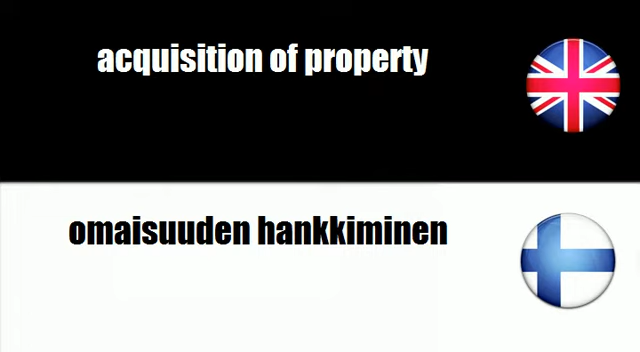 acquisition of property
omaisuuden hankkiminen